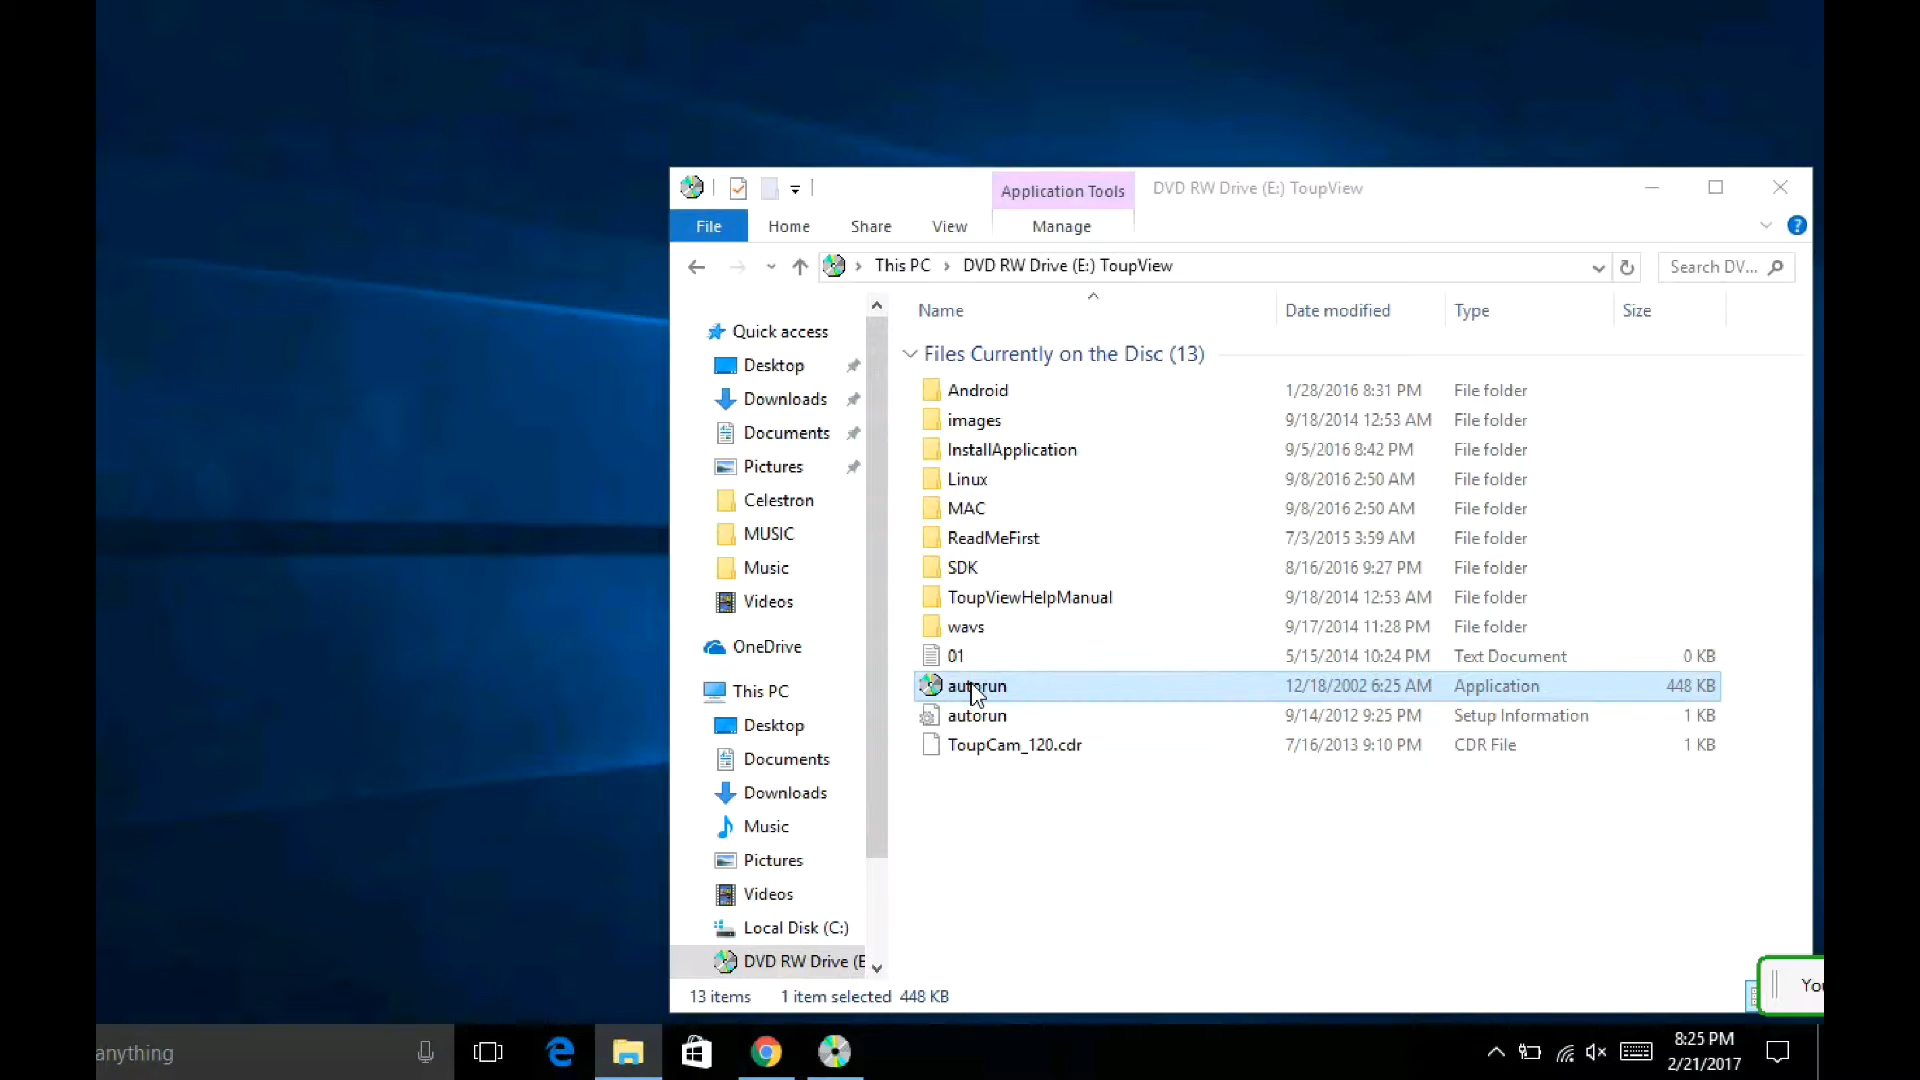 Application Tools DVD RW Drive (E:) ToupView
File Home Share View Manage
This PC DVD RW Drive (E:) ToupView Search DV...
Name Date modified Type Size
Quick access
Desktop
Downloads
Documents
Pictures
Celestron
MUSIC
Music
Videos
OneDrive
This PC
Desktop
Documents
Downloads
Music
Pictures
Videos
Local Disk (C:)
DVD RW Drive (E
Files Currently on the Disc (13)
Android 1/28/2016 8:31 PM File folder
images 9/18/2014 12:53 AM File folder
InstallApplication 9/5/2016 8:42 PM File folder
Linux 9/8/2016 2:50 AM File folder
MAC 9/8/2016 2:50 AM File folder
ReadMeFirst 7/3/2015 3:59 AM File folder
SDK 8/16/2016 9:27 PM File folder
ToupViewHelpManual 9/18/2014 12:53 AM File folder
wavs 9/17/2014 11:28 PM File folder
01 5/15/2014 10:24 PM Text Document 0 KB
autorun 12/18/2002 6:25 AM Application 448 KB
autorun 9/14/2012 9:25 PM Setup Information 1 KB
ToupCam_120.cdr 7/16/2013 9:10 PM CDR File 1 KB
You
13 items 1 item selected 448 KB
anything
8:25 PM
2/21/2017